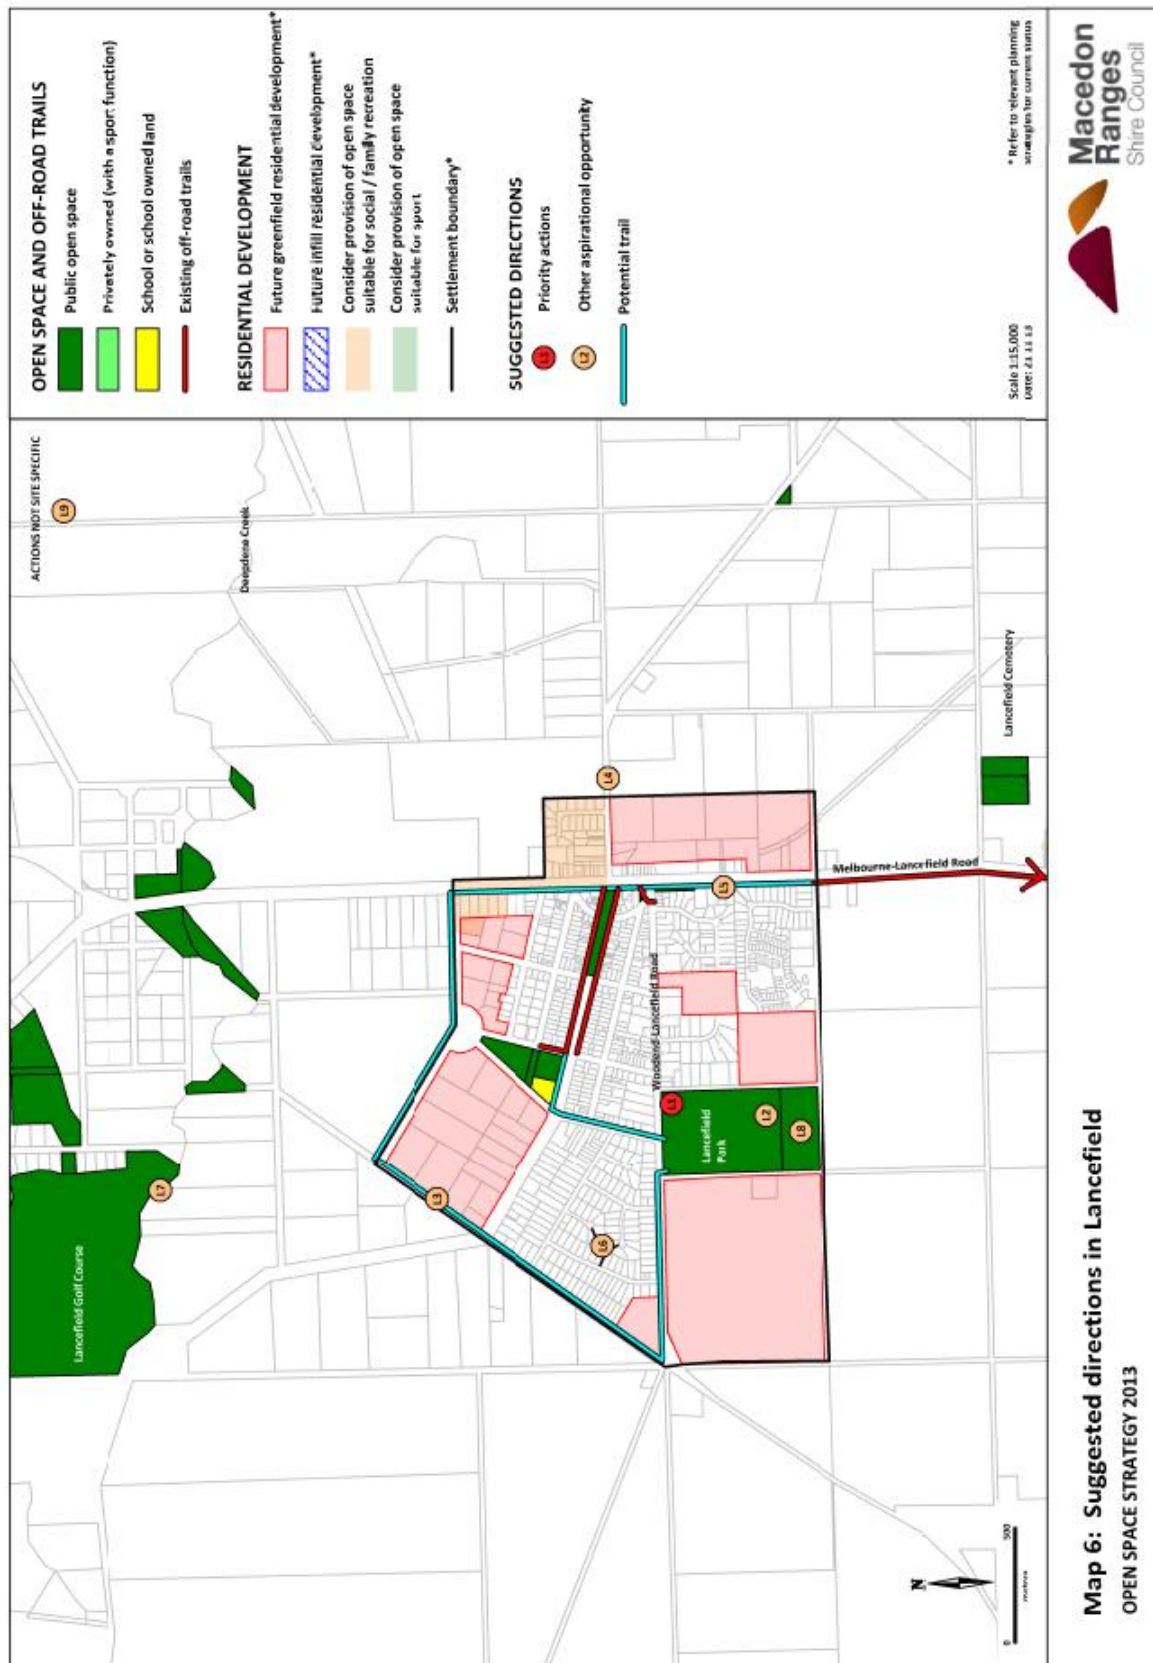 OPEN SPACE AND OFF-ROAD TRAILS
Public open space
Privately owned (with a sport function)
School or school owned land
Existing off-road trails
RESIDENTIAL DEVELOPMENT
Future greenfield residential development*
Future infill residential development*
Consider provision of open space
suitable for social / family recreation
Consider provision of open space
suitable for sport
Settlement boundary*
SUGGESTED DIRECTIONS
L1
Priority actions
L2
Other aspirational opportunity
Potential trail
Scale 1:15,000
* Refer to relevant planning
strategies for current status
ACTIONS NOT SITE SPECIFIC
L9
Deepdene Creek
Lancefield Golf Course
L7
L3
L4
L6
L5
Melbourne-Lancefield Road
Woodend-Lancefield Road
L1
Lancefield
Park
L2
L8
Lancefield Cemetery
N
0
500
metres
Map 6: Suggested directions in Lancefield
OPEN SPACE STRATEGY 2013
Macedon
Ranges
Shire Council